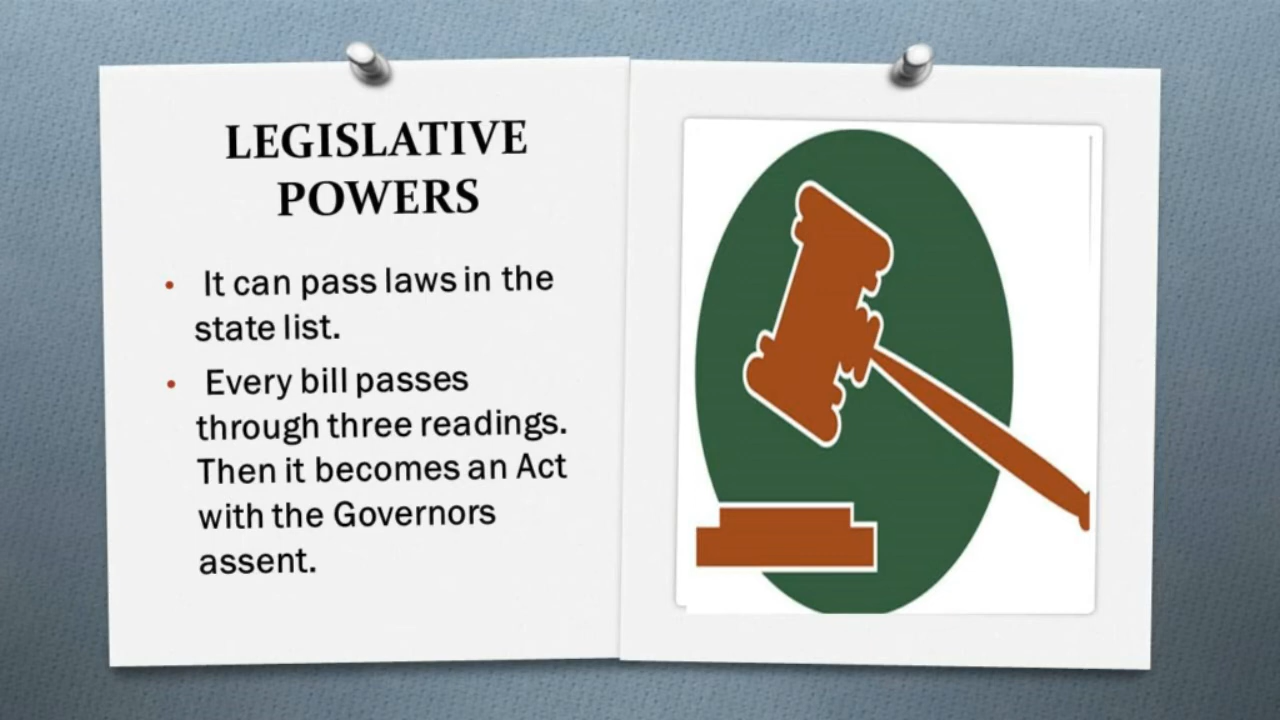 LEGISLATIVE
POWERS
• It can pass laws in the
state list.
• Every bill passes
through three readings.
Then it becomes an Act
with the Governors
assent.